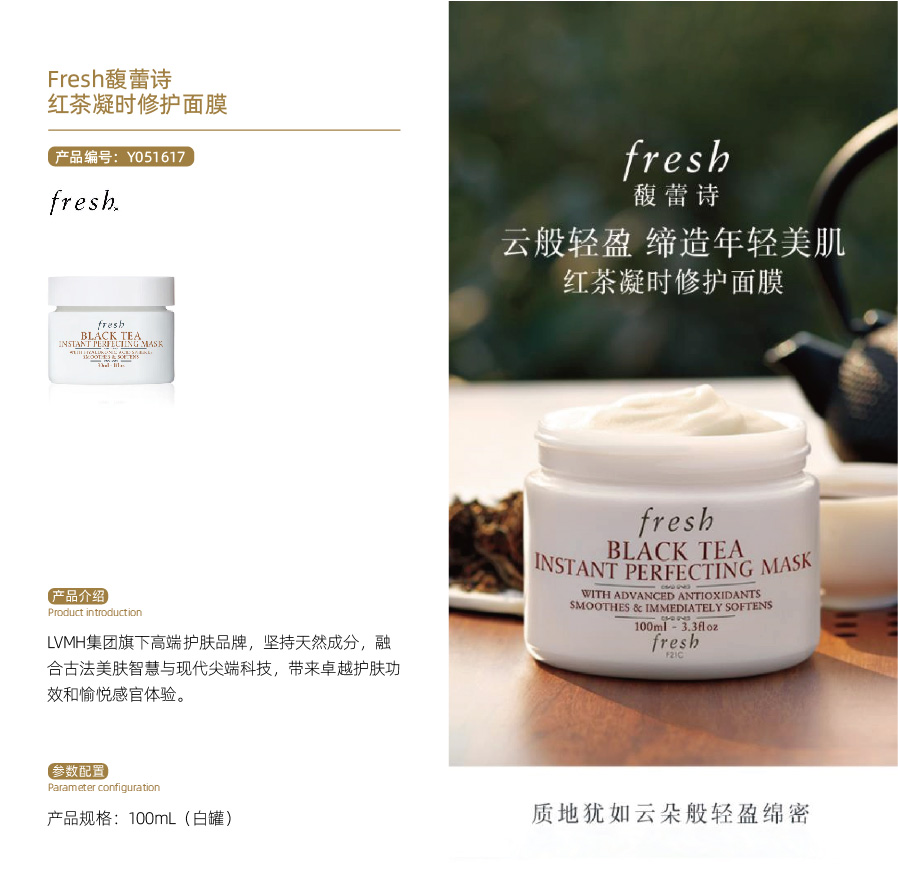 Fresh馥蕾诗
红茶凝时修护面膜
产品编号：Y051617
fresh
fresh
BLACK TEA
INSTANT PERFECTING MASK
WITH HYALURONIC ACID SPHERES
SMOOTHES & SOFTENS
产品介绍
Product introduction
LVMH集团旗下高端护肤品牌，坚持天然成分，融
合古法美肤智慧与现代尖端科技，带来卓越护肤功
效和愉悦感官体验。
参数配置
Parameter configuration
产品规格：100mL（白罐）
fresh
馥蕾诗
云般轻盈 缔造年轻美肌
红茶凝时修护面膜
fresh
BLACK TEA
INSTANT PERFECTING MASK
WITH ADVANCED ANTIOXIDANTS
SMOOTHES & IMMEDIATELY SOFTENS
100ml - 3.3floz
fresh
F21C
质地犹如云朵般轻盈绵密